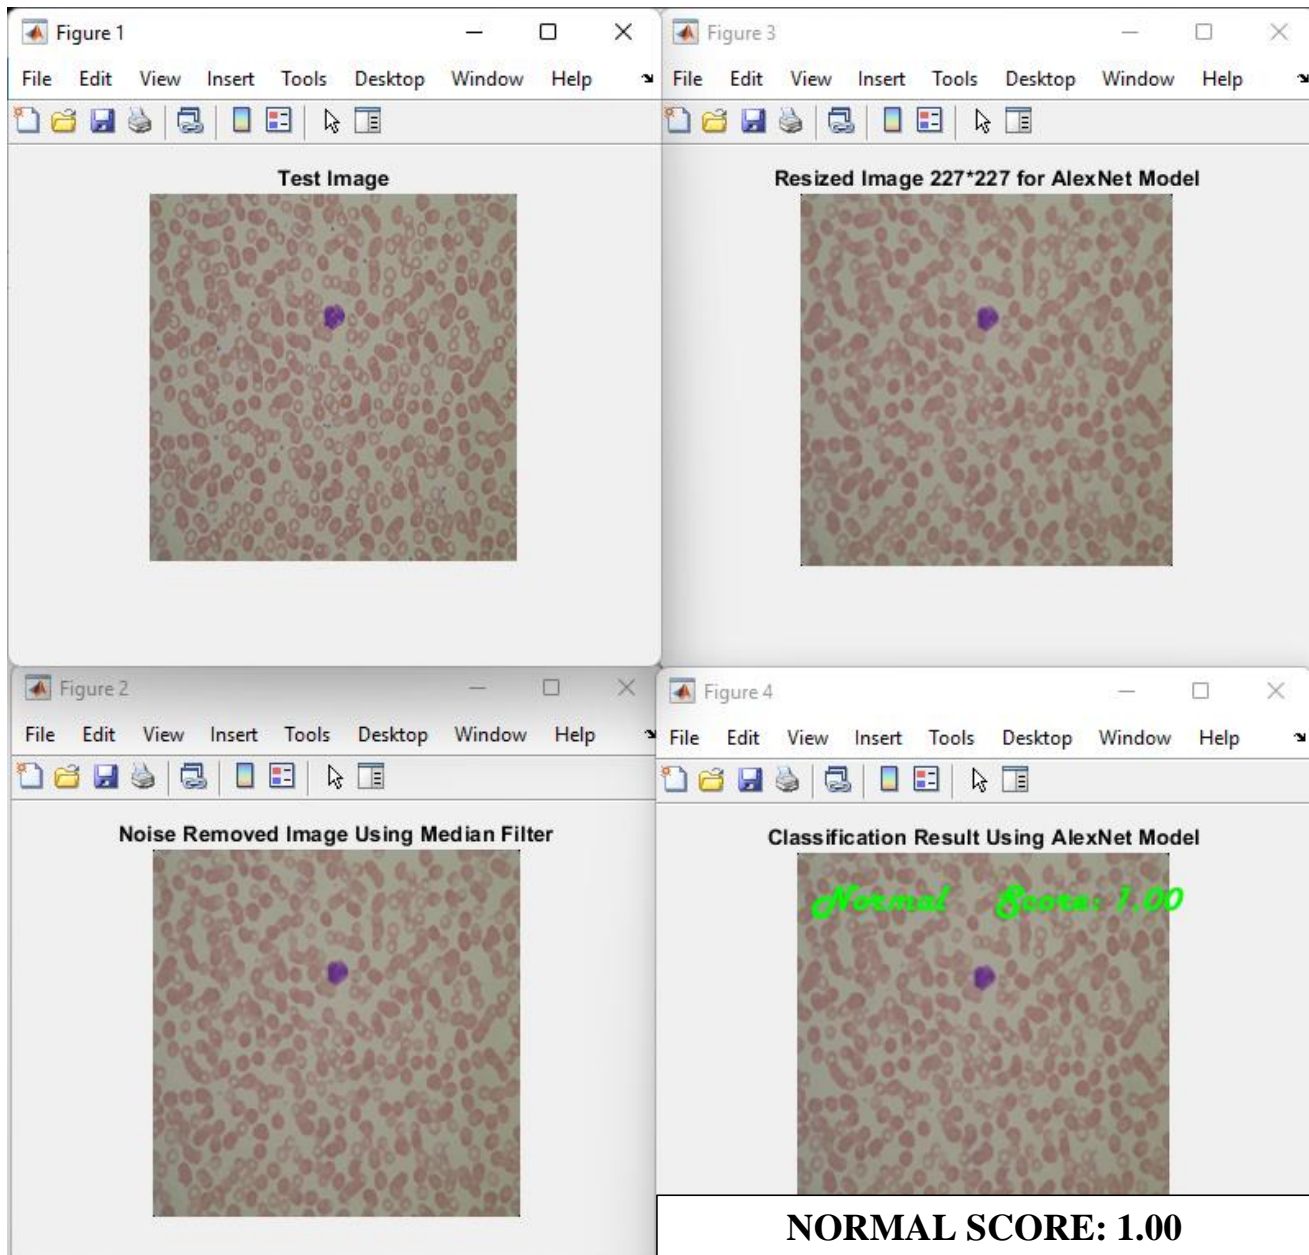 Figure 1
File Edit View Insert Tools Desktop Window Help
Test Image
Figure 3
File Edit View Insert Tools Desktop Window Help
Resized Image 227*227 for AlexNet Model
Figure 2
File Edit View Insert Tools Desktop Window Help
Noise Removed Image Using Median Filter
Figure 4
File Edit View Insert Tools Desktop Window Help
Classification Result Using AlexNet Model
Normal Score: 1.00
NORMAL SCORE: 1.00